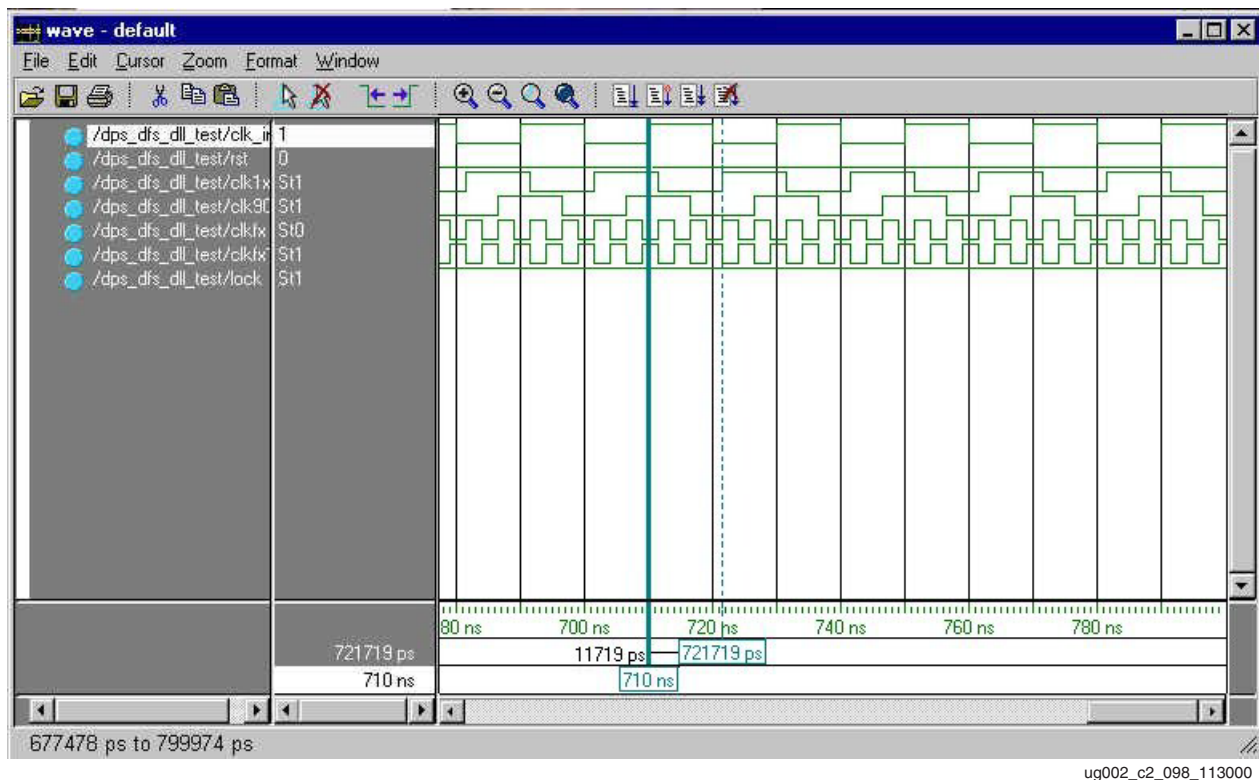 wave - default
File Edit Cursor Zoom Format Window
/dps_dfs_dll_test/clk_in 1
/dps_dfs_dll_test/rst 0
/dps_dfs_dll_test/clk1x St1
/dps_dfs_dll_test/clk90 St1
/dps_dfs_dll_test/clkfx St0
/dps_dfs_dll_test/clkfx St1
/dps_dfs_dll_test/lock St1
80 ns 700 ns 720 ns 740 ns 760 ns 780 ns
721719 ps 11719 ps 721719 ps
710 ns 710 ns
677478 ps to 799974 ps
ug002_c2_098_113000